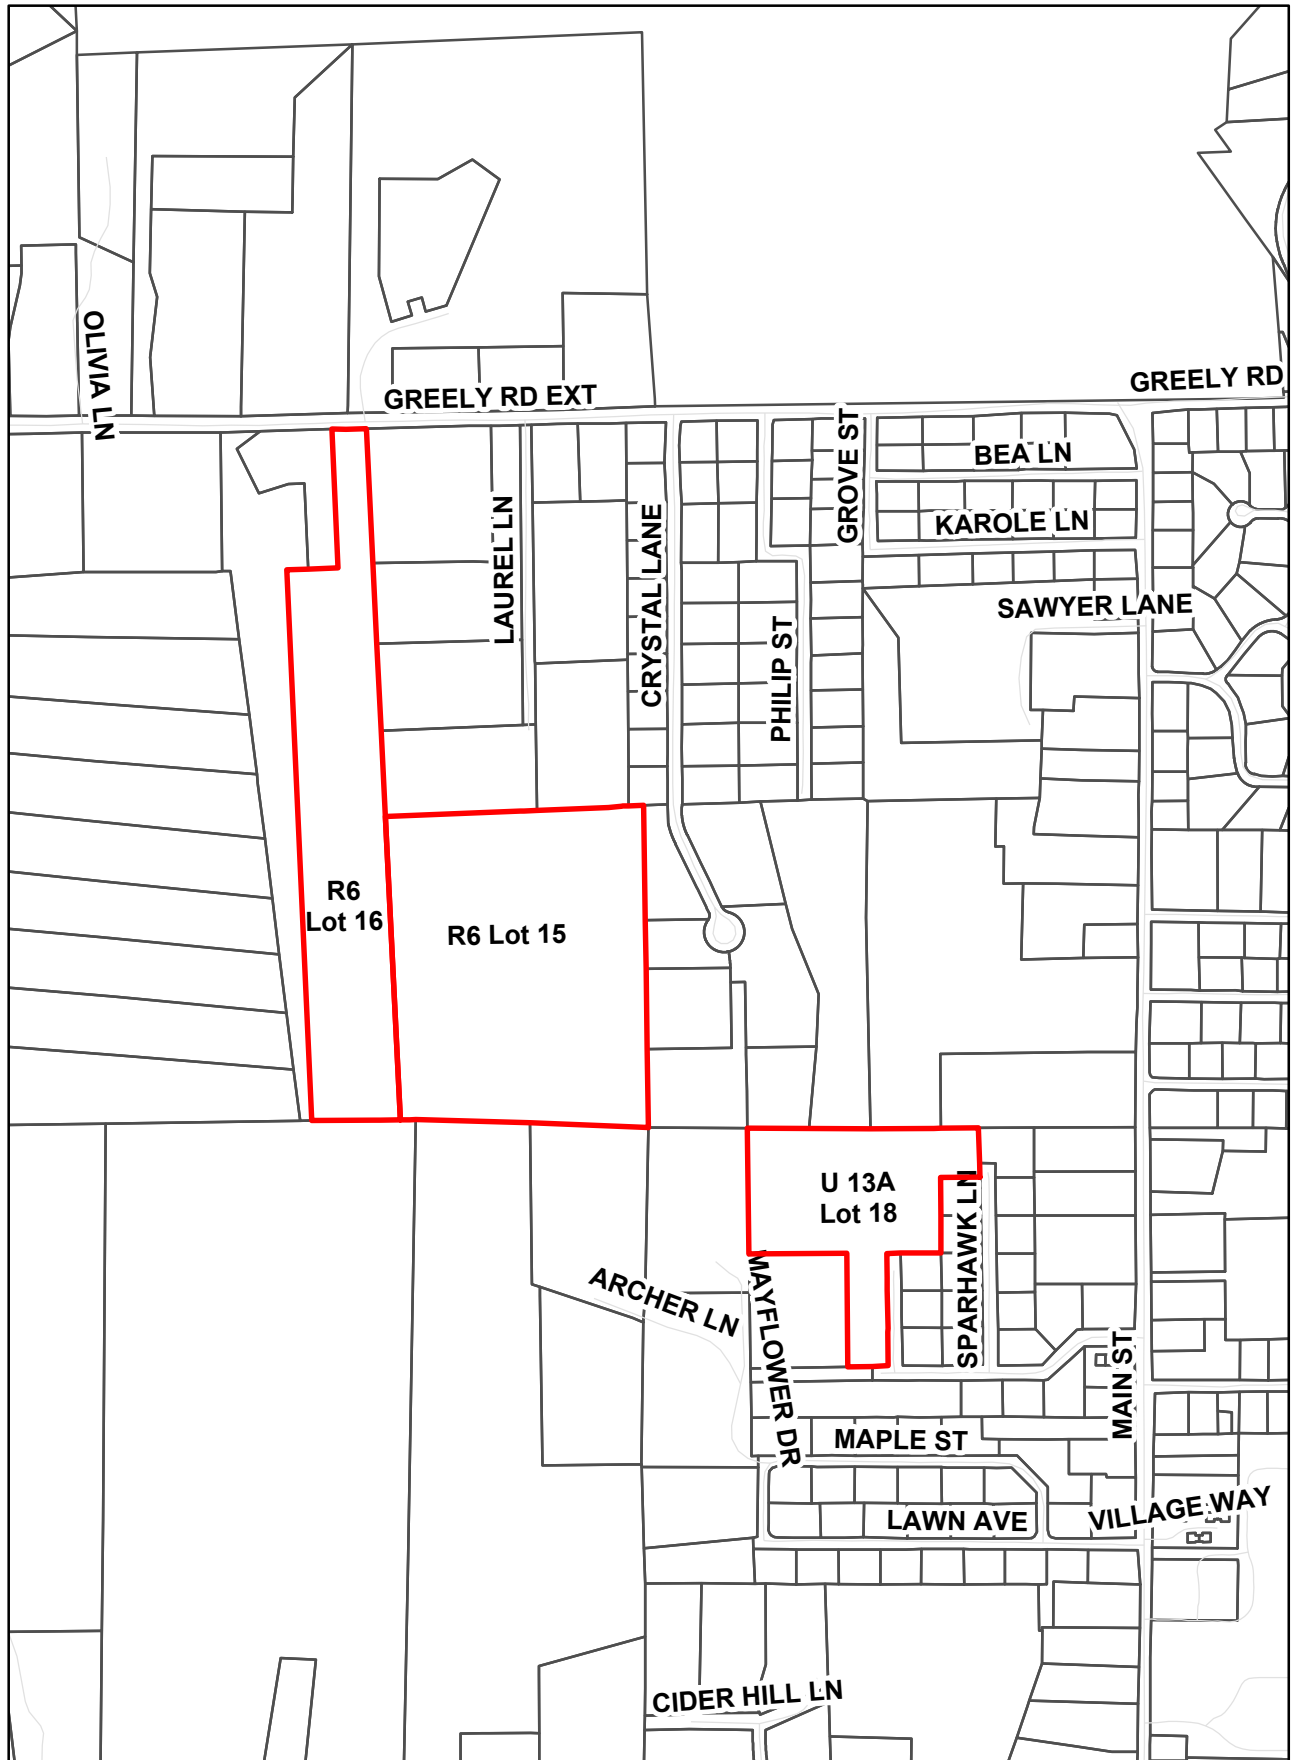 OLIVIA LN
GREELY RD EXT
GREELY RD
GROVE ST
BEA LN
KAROLE LN
LAUREL LN
CRYSTAL LANE
SAWYER LANE
PHILIP ST
R6
Lot 16
R6 Lot 15
U 13A
Lot 18
SPARHAWK LN
ARCHER LN
MAYFLOWER DR
MAIN ST
MAPLE ST
LAWN AVE
VILLAGE WAY
CIDER HILL LN